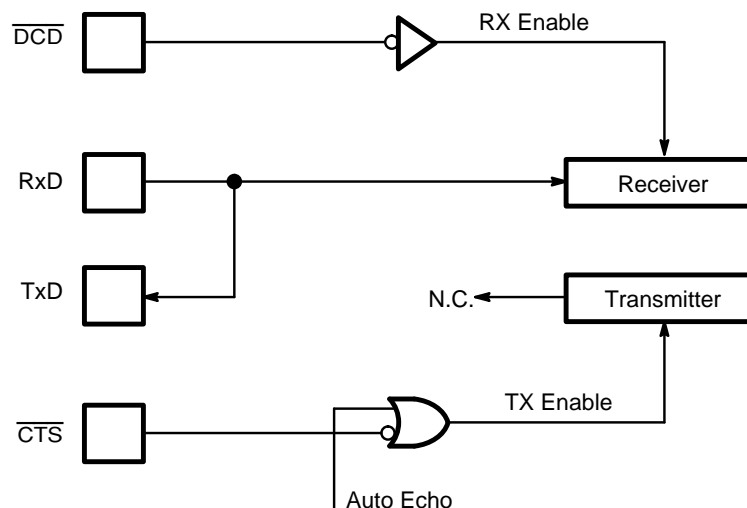 DCD
RX Enable
RxD
Receiver
TxD
N.C.
Transmitter
CTS
TX Enable
Auto Echo